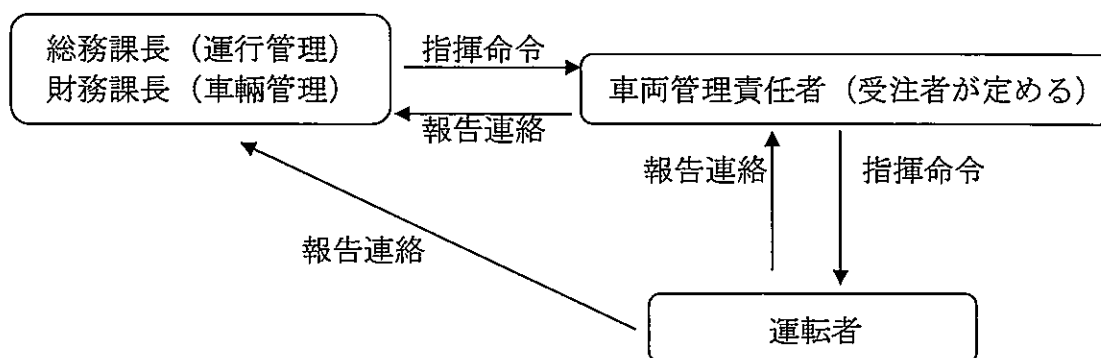 総務課長（運行管理）
財務課長（車輌管理）
指揮命令
車両管理責任者（受注者が定める）
報告連絡
報告連絡
指揮命令
報告連絡
運転者